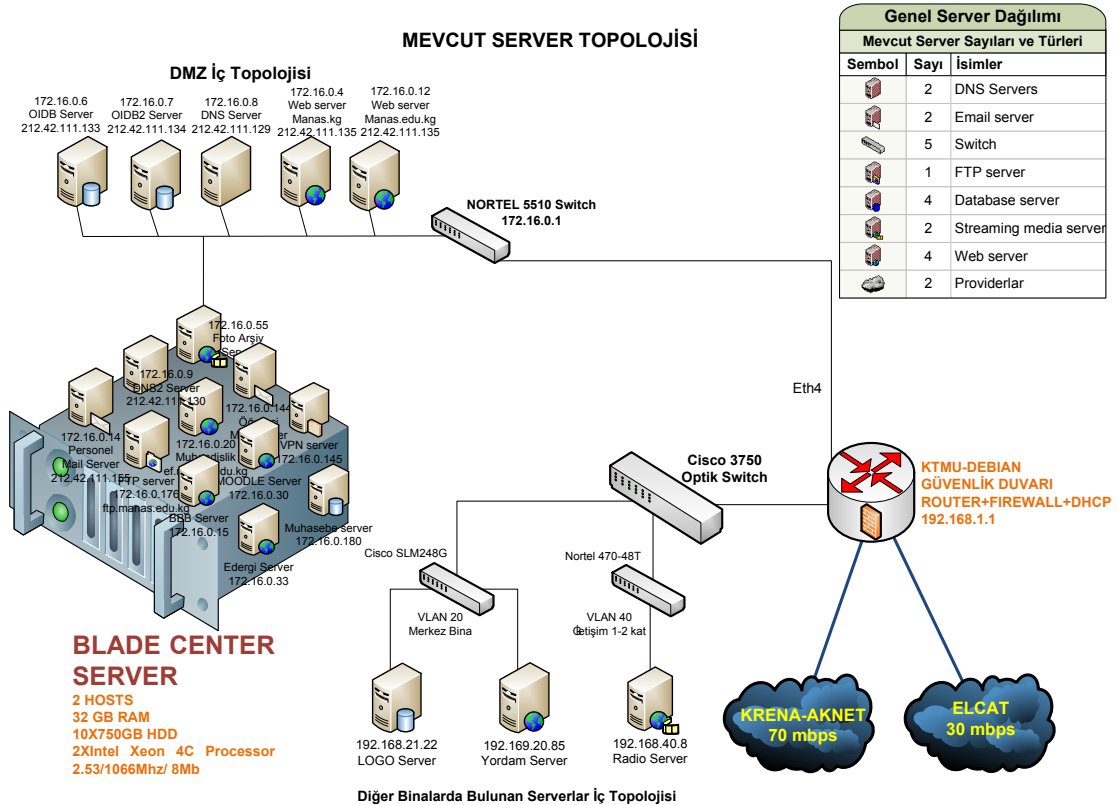 MEVCUT SERVER TOPOLOJİSİ
Genel Server Dağılımı
Mevcut Server Sayıları ve Türleri
Sembol Sayı İsimler
2 DNS Servers
2 Email server
5 Switch
1 FTP server
4 Database server
2 Streaming media server
4 Web server
2 Providerlar
DMZ İç Topolojisi
172.16.0.6
OIDB Server
212.42.111.133
172.16.0.7
OIDB2 Server
212.42.111.134
172.16.0.8
DNS Server
212.42.111.129
172.16.0.4
Web server
Manas.kg
212.42.111.135
172.16.0.12
Web server
Manas.edu.kg
212.42.111.135
NORTEL 5510 Switch
172.16.0.1
Eth4
172.16.0.55
Foto Arşiv
172.16.0.9
DNS2 Server
212.42.111.130
172.16.0.144
172.16.0.14
Personel
Mail Server
212.42.111.155
172.16.0.20
VPN server
172.16.0.145
FTP server
172.16.0.176
ftp.manas.edu.kg
MOODLE Server
172.16.0.30
BBB Server
172.16.0.15
Muhasebe server
172.16.0.180
Edergi Server
172.16.0.33
BLADE CENTER
SERVER
2 HOSTS
32 GB RAM
10X750GB HDD
2XIntel Xeon 4C Processor
2.53/1066Mhz/ 8Mb
Cisco 3750
Optik Switch
KTMU-DEBIAN
GÜVENLİK DUVARI
ROUTER+FIREWALL+DHCP
192.168.1.1
Cisco SLM248G
VLAN 20
Merkez Bina
Nortel 470-48T
VLAN 40
1-2 kat
192.168.21.22
LOGO Server
192.169.20.85
Yordam Server
192.168.40.8
Radio Server
KRENA-AKNET
70 mbps
ELCAT
30 mbps
Diğer Binalarda Bulunan Serverlar İç Topolojisi